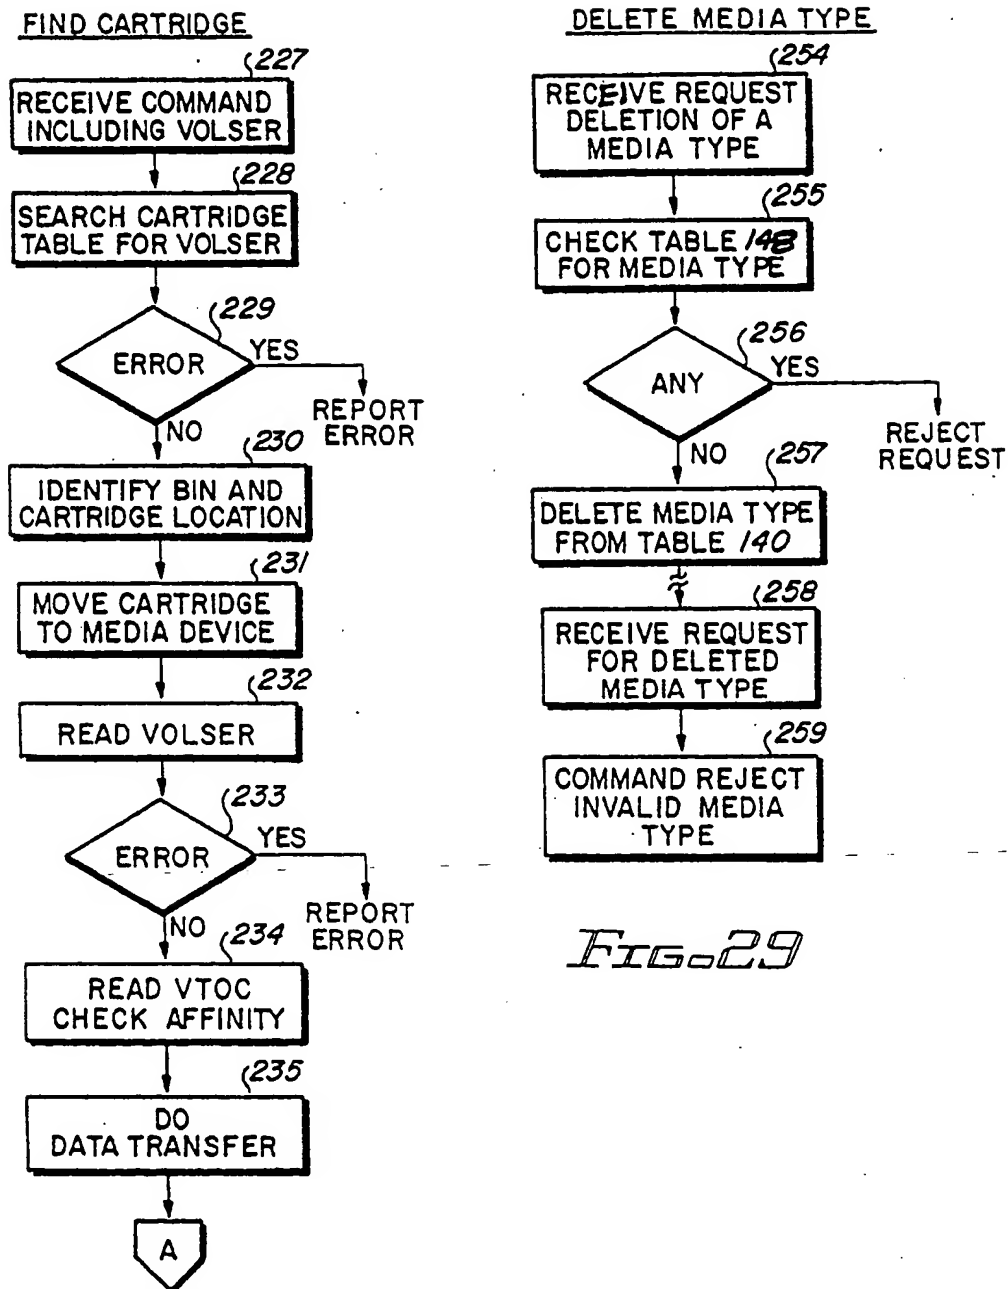 FIND CARTRIDGE
227
RECEIVE COMMAND
INCLUDING VOLSER
228
SEARCH CARTRIDGE
TABLE FOR VOLSER
229
ERROR
YES
REPORT
ERROR
NO
230
IDENTIFY BIN AND
CARTRIDGE LOCATION
231
MOVE CARTRIDGE
TO MEDIA DEVICE
232
READ VOLSER
233
ERROR
YES
REPORT
ERROR
NO
234
READ VTOC
CHECK AFFINITY
235
DO
DATA TRANSFER
A
DELETE MEDIA TYPE
254
RECEIVE REQUEST
DELETION OF A
MEDIA TYPE
255
CHECK TABLE 148
FOR MEDIA TYPE
256
ANY
YES
REJECT
REQUEST
NO
257
DELETE MEDIA TYPE
FROM TABLE 140
258
RECEIVE REQUEST
FOR DELETED
MEDIA TYPE
259
COMMAND REJECT
INVALID MEDIA
TYPE
FIG. 29